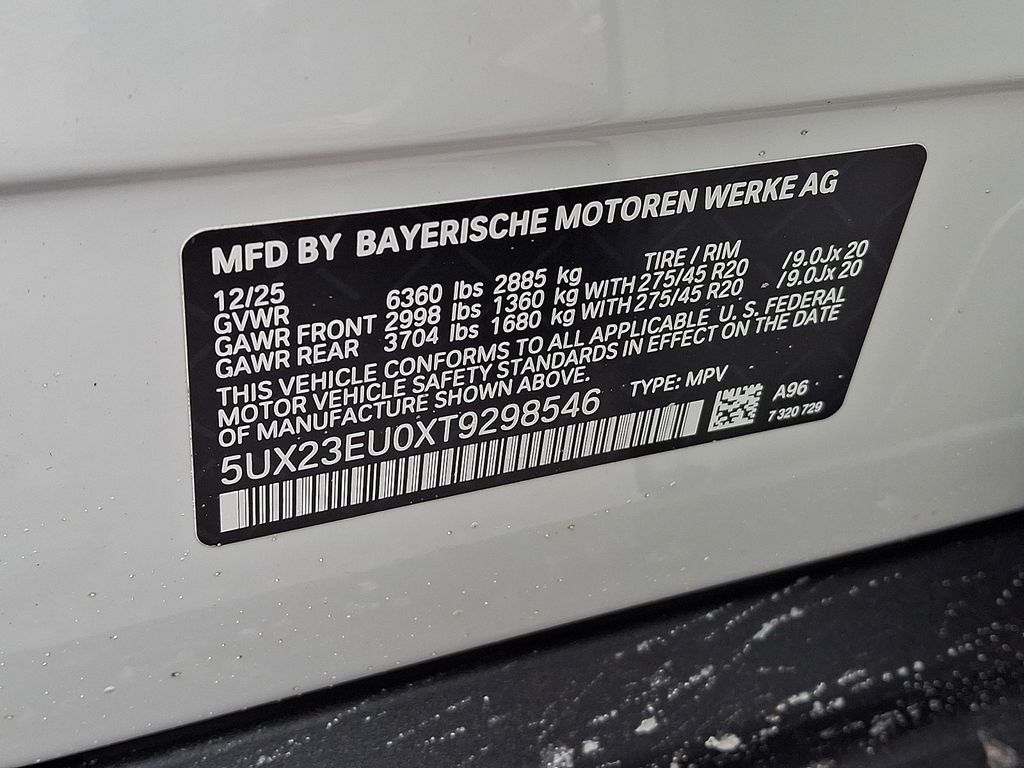 MFD BY BAYERISCHE MOTOREN WERKE AG
12/25 TIRE / RIM
GVWR 6360 lbs 2885 kg
GAWR FRONT 2998 lbs 1360 kg WITH 275/45 R20 /9.0Jx 20
GAWR REAR 3704 lbs 1680 kg WITH 275/45 R20 /9.0Jx 20
THIS VEHICLE CONFORMS TO ALL APPLICABLE U. S. FEDERAL
MOTOR VEHICLE SAFETY STANDARDS IN EFFECT ON THE DATE
OF MANUFACTURE SHOWN ABOVE.
5UX23EU0XT9298546 TYPE: MPV
A96
7 320 729